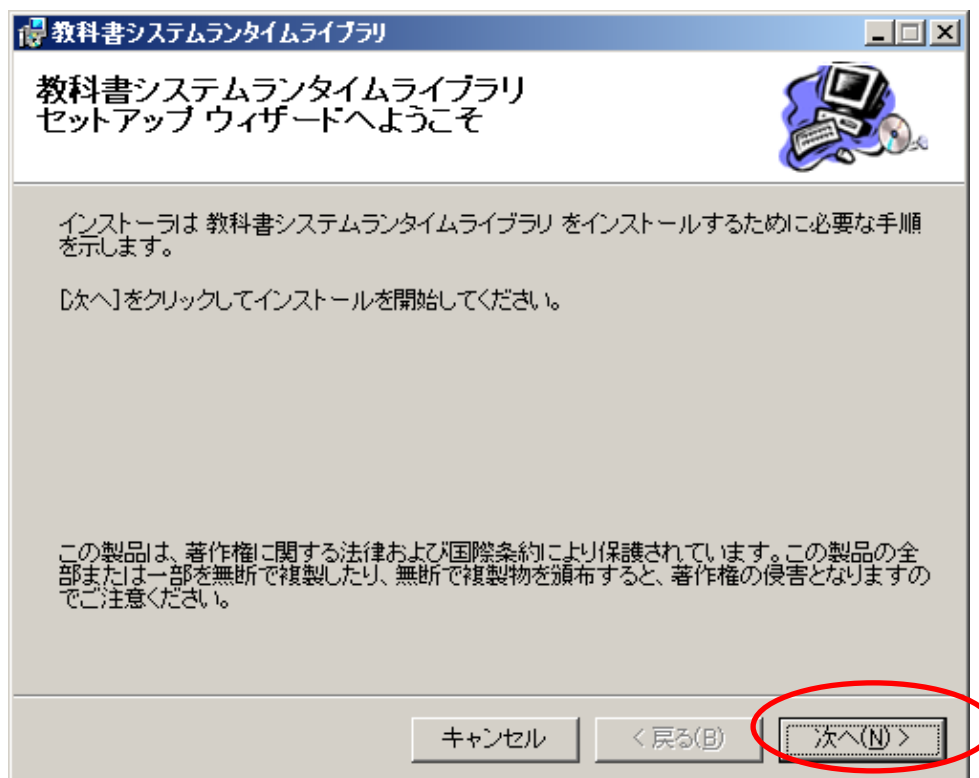 教科書システムランタイムライブラリ
教科書システムランタイムライブラリ
セットアップ ウィザードへようこそ
インストーラは 教科書システムランタイムライブラリ をインストールするために必要な手順
を示します。
[次へ]をクリックしてインストールを開始してください。
この製品は、著作権に関する法律および国際条約により保護されています。この製品の全
部または一部を無断で複製したり、無断で複製物を頒布すると、著作権の侵害となりますの
でご注意ください。
キャンセル
< 戻る(B)
次へ(N) >